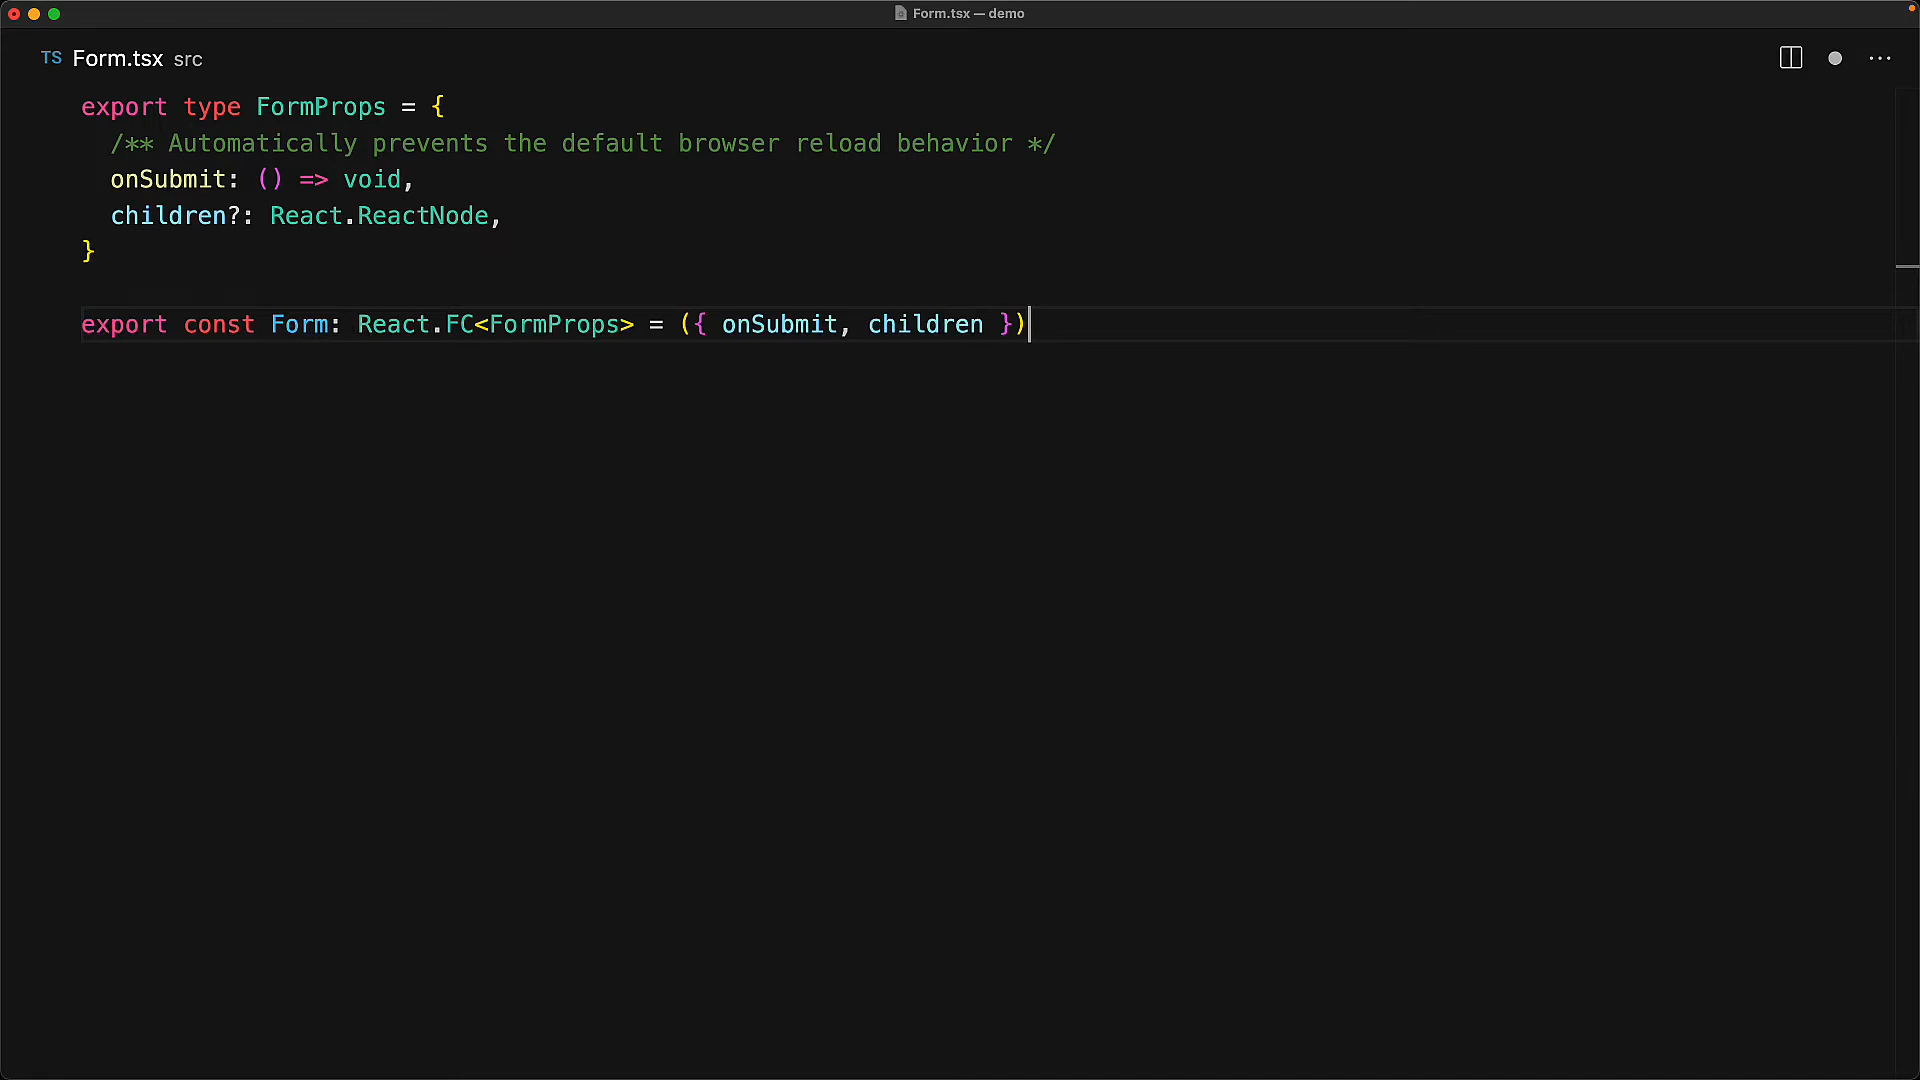 Form.tsx — demo
TS Form.tsx src
export type FormProps = {
  /** Automatically prevents the default browser reload behavior */
  onSubmit: () => void,
  children?: React.ReactNode,
}
export const Form: React.FC<FormProps> = ({ onSubmit, children })